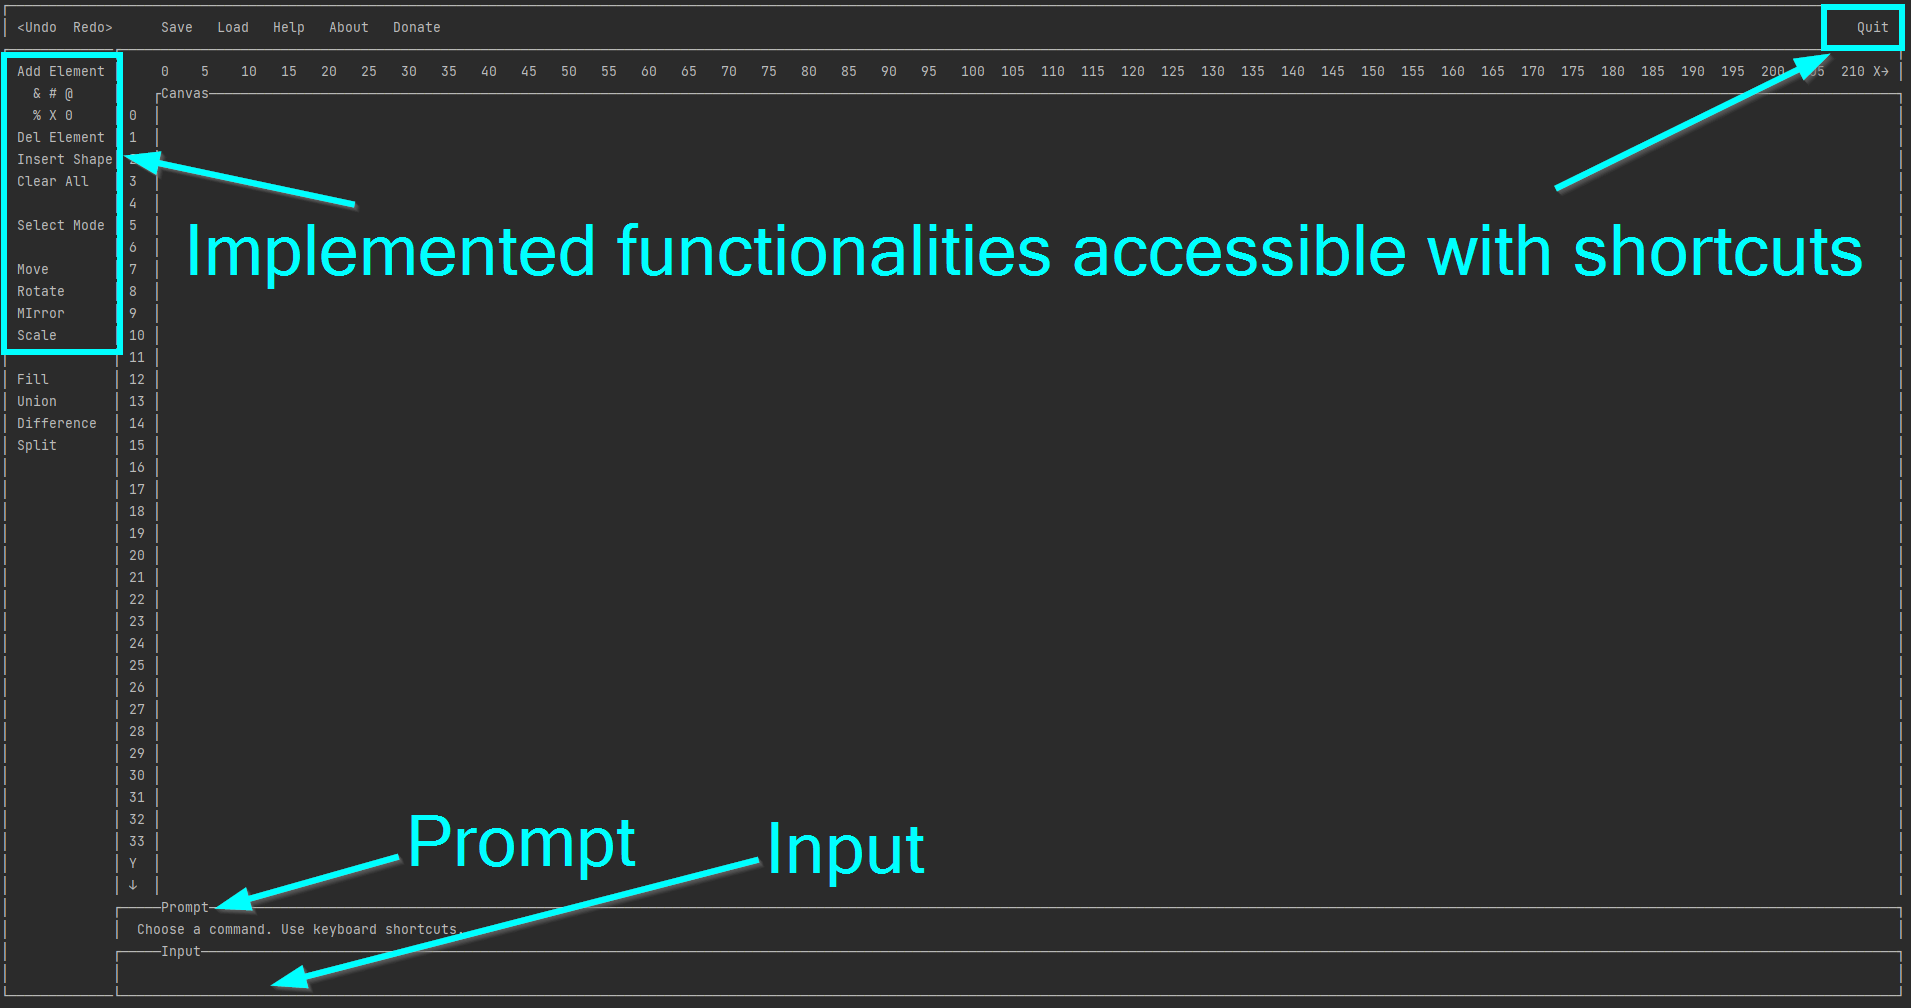 <Undo  Redo>      Save   Load   Help   About   Donate      Quit
Add Element
& # @
% X 0
Del Element
Insert Shape
Clear All
Select Mode
Move
Rotate
MIrror
Scale
Fill
Union
Difference
Split
0 5 10 15 20 25 30 35 40 45 50 55 60 65 70 75 80 85 90 95 100 105 110 115 120 125 130 135 140 145 150 155 160 165 170 175 180 185 190 195 200 210 X→
Canvas
0
1
2
3
4
5
6
7
8
9
10
11
12
13
14
15
16
17
18
19
20
21
22
23
24
25
26
27
28
29
30
31
32
33
Y
↓
Implemented functionalities accessible with shortcuts
Prompt
Input
Prompt
Choose a command. Use keyboard shortcuts.
Input